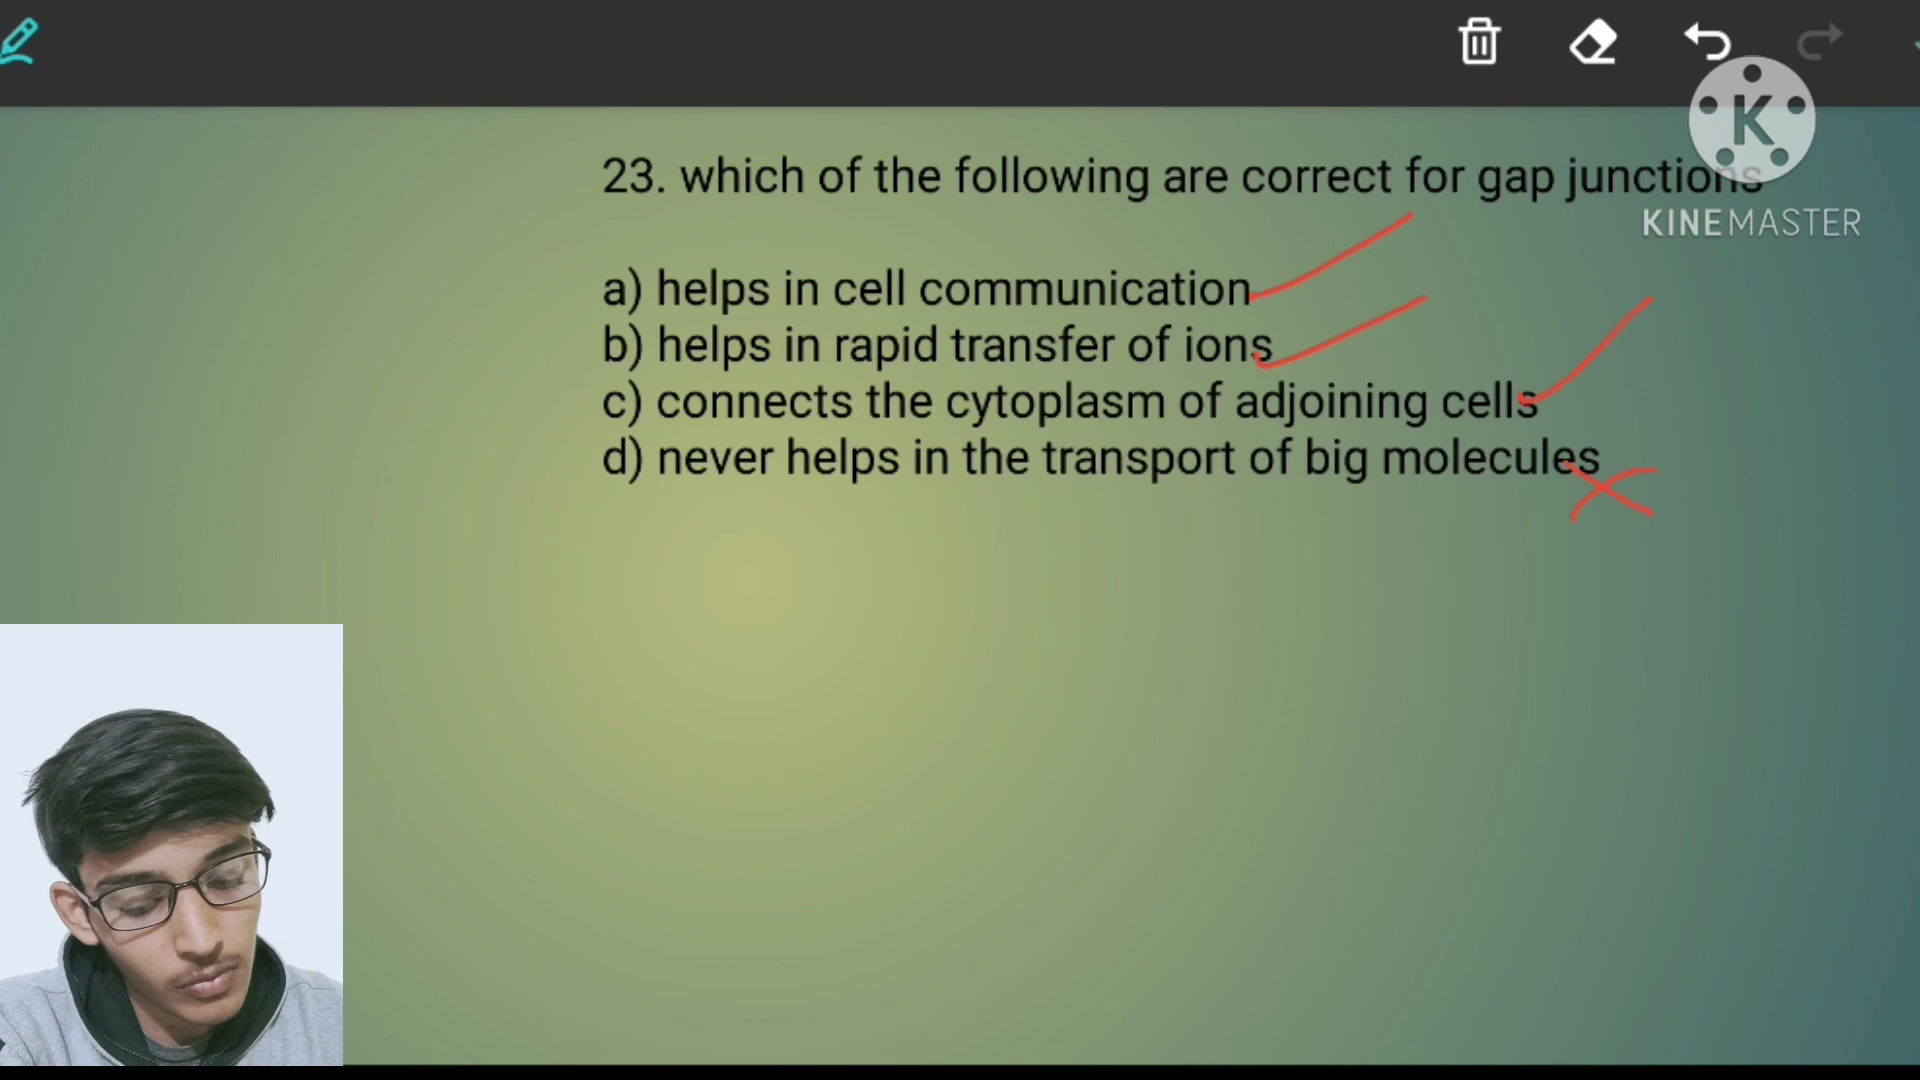 23. which of the following are correct for gap junctions
KINEMASTER
a) helps in cell communication
b) helps in rapid transfer of ions
c) connects the cytoplasm of adjoining cells
d) never helps in the transport of big molecules
K